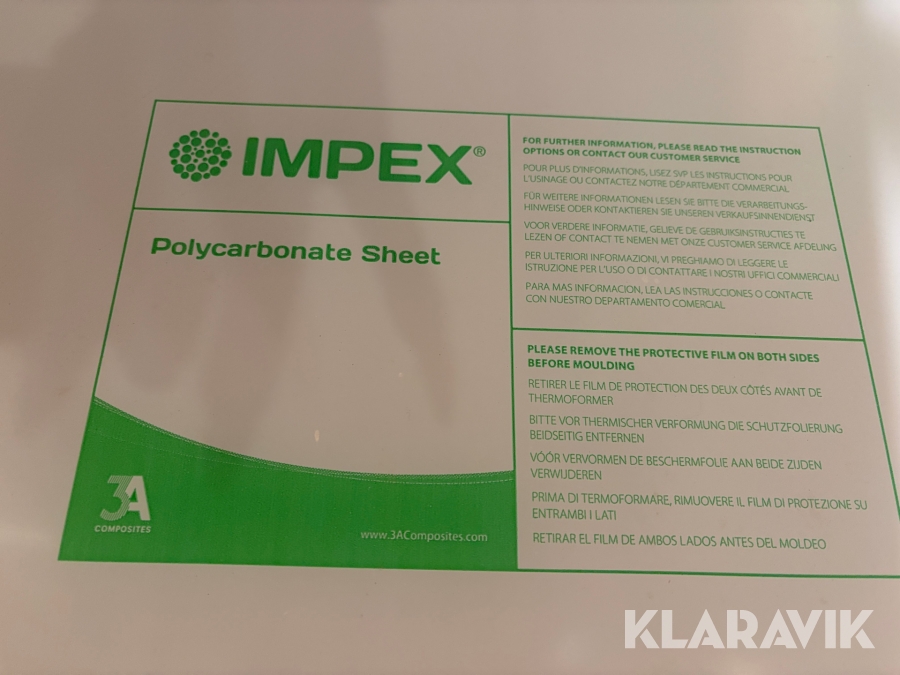 IMPEX®
Polycarbonate Sheet
3A
COMPOSITES
www.3AComposites.com
FOR FURTHER INFORMATION, PLEASE READ THE INSTRUCTION
OPTIONS OR CONTACT OUR CUSTOMER SERVICE
POUR PLUS D'INFORMATIONS, LISEZ SVP LES INSTRUCTIONS POUR
L'USINAGE OU CONTACTEZ NOTRE DÉPARTEMENT COMMERCIAL
FÜR WEITERE INFORMATIONEN LESEN SIE BITTE DIE VERARBEITUNGS-
HINWEISE ODER KONTAKTIEREN SIE UNSEREN VERKAUFSINNENDIENST
VOOR VERDERE INFORMATIE, GELIEVE DE GEBRUIKSINSTRUCTIES TE
LEZEN OF CONTACT TE NEMEN MET ONZE CUSTOMER SERVICE AFDELING
PER ULTERIORI INFORMAZIONI, VI PREGHIAMO DI LEGGERE LE
ISTRUZIONE PER L'USO O DI CONTATTARE I NOSTRI UFFICI COMMERCIALI
PARA MAS INFORMACION, LEA LAS INSTRUCCIONES O CONTACTE
CON NUESTRO DEPARTAMENTO COMERCIAL
PLEASE REMOVE THE PROTECTIVE FILM ON BOTH SIDES
BEFORE MOULDING
RETIRER LE FILM DE PROTECTION DES DEUX CÔTÉS AVANT DE
THERMOFORMER
BITTE VOR THERMISCHER VERFORMUNG DIE SCHUTZFOLIERUNG
BEIDSEITIG ENTFERNEN
VÓÓR VERVORMEN DE BESCHERMFOLIE AAN BEIDE ZIJDEN
VERWIJDEREN
PRIMA DI TERMOFORMARE, RIMUOVERE IL FILM DI PROTEZIONE SU
ENTRAMBI I LATI
RETIRAR EL FILM DE AMBOS LADOS ANTES DEL MOLDEO
KLARAVIK